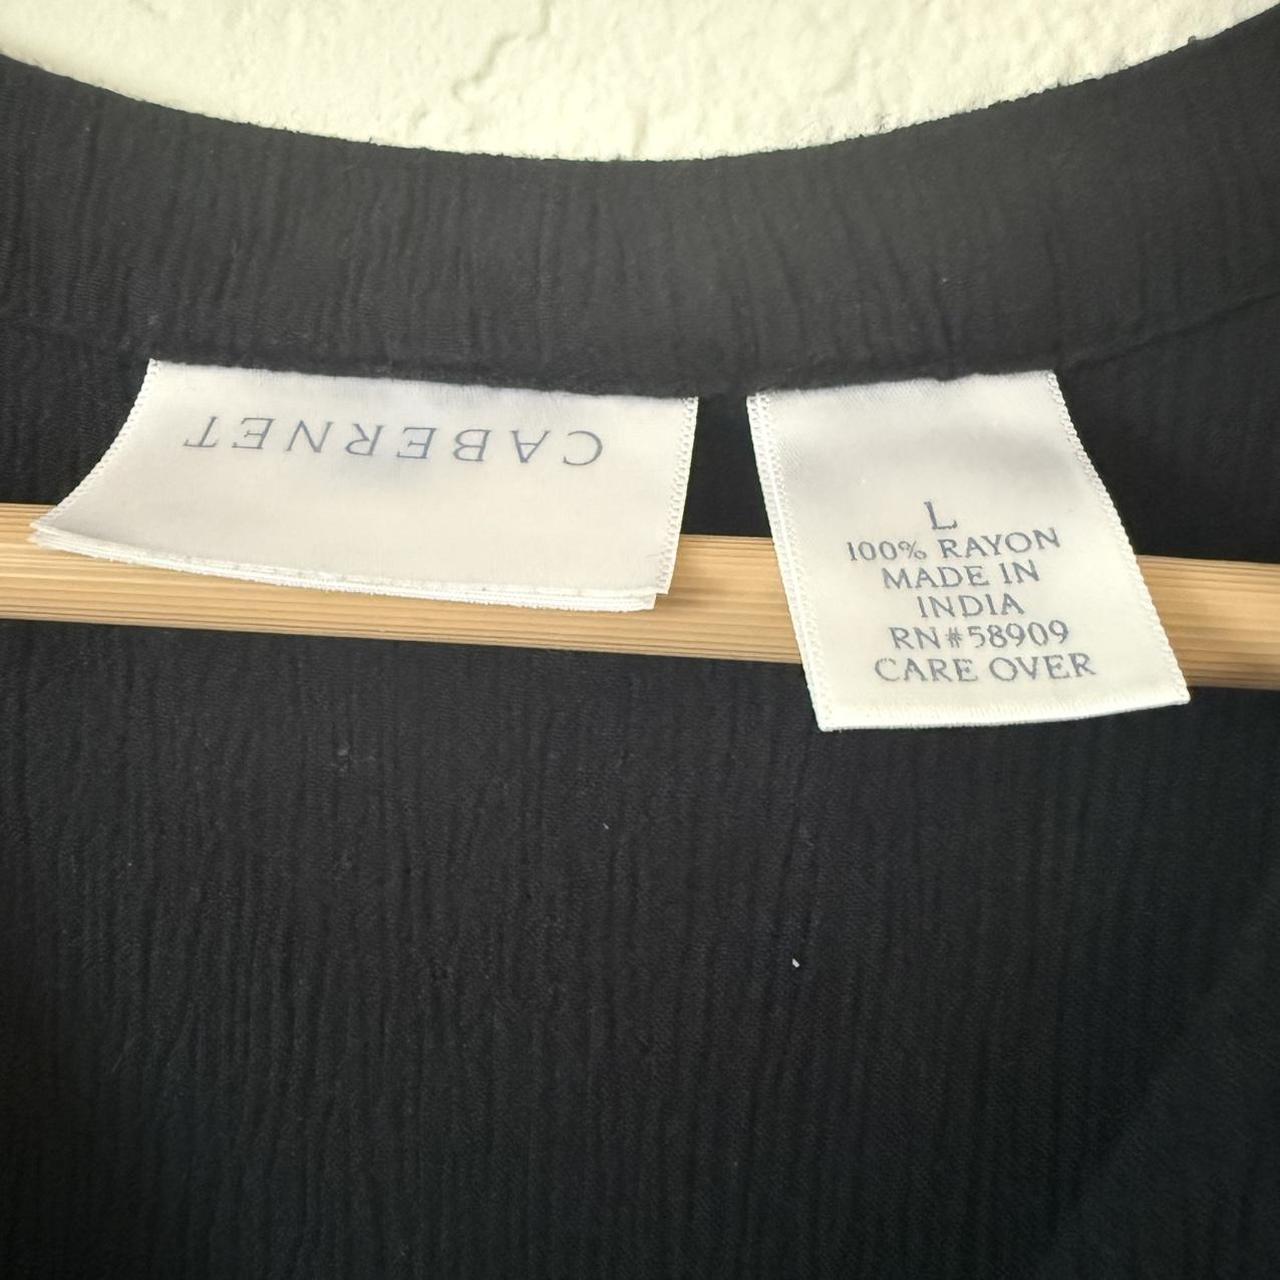 CABERNET
L
100% RAYON
MADE IN
INDIA
RN#58909
CARE OVER